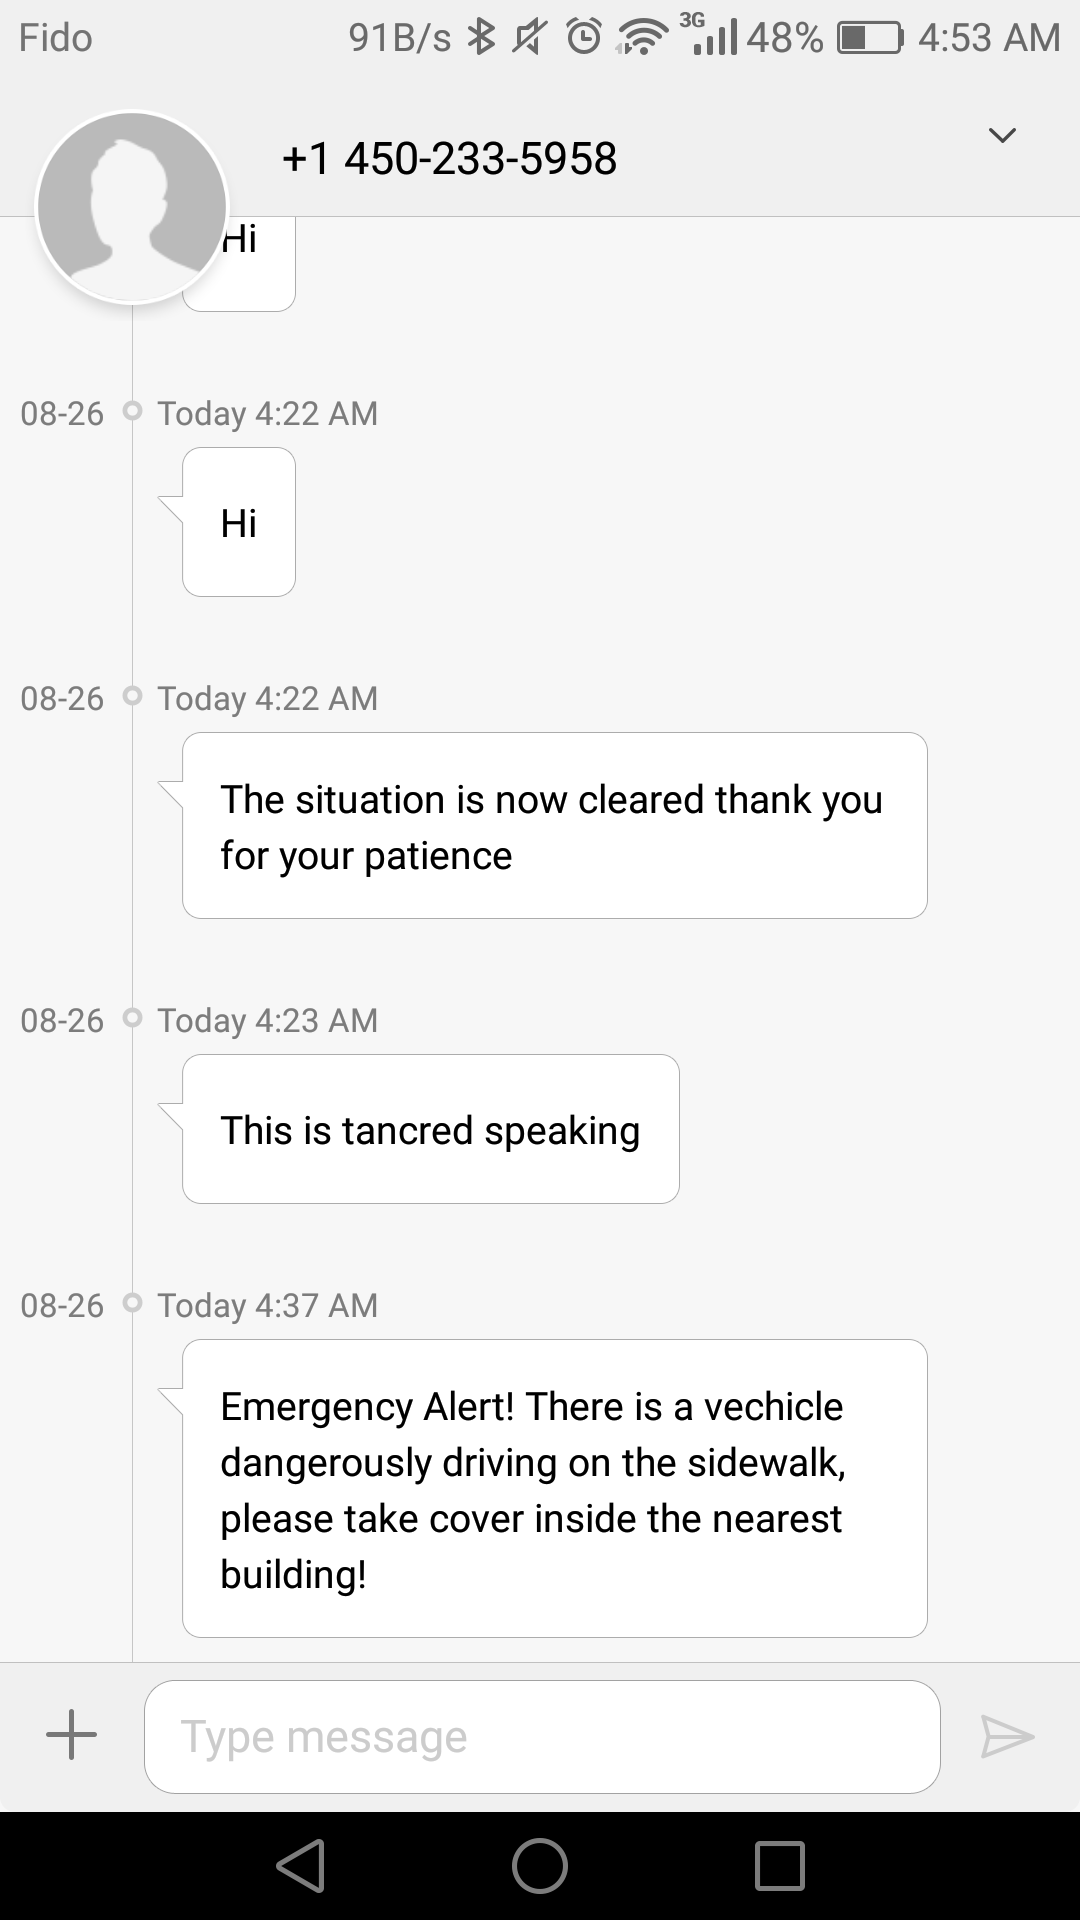 Fido 91B/s 3G 48% 4:53 AM
+1 450-233-5958
Hi
08-26 Today 4:22 AM
Hi
08-26 Today 4:22 AM
The situation is now cleared thank you
for your patience
08-26 Today 4:23 AM
This is tancred speaking
08-26 Today 4:37 AM
Emergency Alert! There is a vechicle
dangerously driving on the sidewalk,
please take cover inside the nearest
building!
Type message